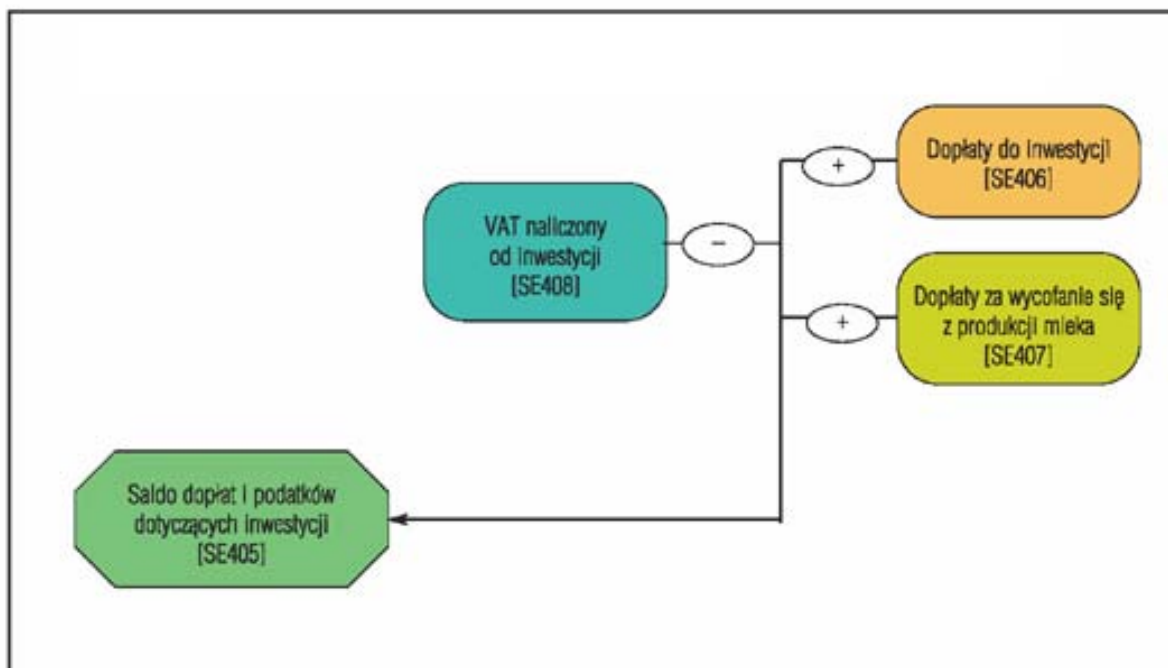 +
Dopłaty do inwestycji
[SE406]
VAT naliczony
od inwestycji
[SE408]
−
Dopłaty za wycofanie się
z produkcji mleka
[SE407]
+
Saldo dopłat i podatków
dotyczących inwestycji
[SE405]